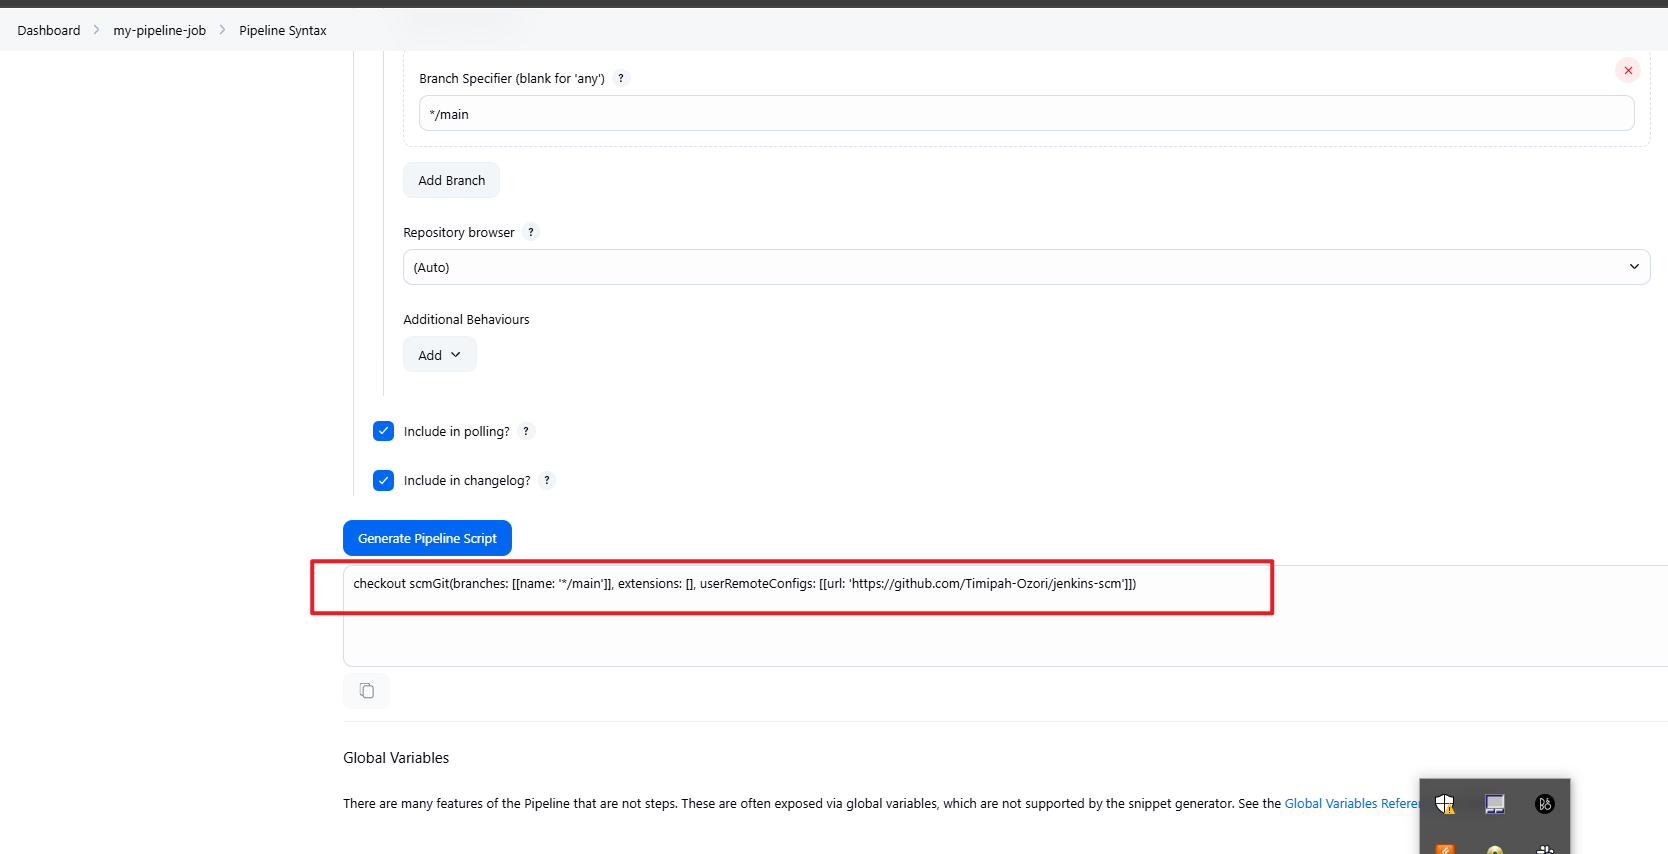 Dashboard > my-pipeline-job > Pipeline Syntax
Branch Specifier (blank for 'any') ?
*/main
Add Branch
Repository browser ?
(Auto)
Additional Behaviours
Add
Include in polling? ?
Include in changelog? ?
Generate Pipeline Script
checkout scmGit(branches: [[name: '*/main']], extensions: [], userRemoteConfigs: [[url: 'https://github.com/Timipah-Ozori/jenkins-scm']])
Global Variables
There are many features of the Pipeline that are not steps. These are often exposed via global variables, which are not supported by the snippet generator. See the Global Variables Refere